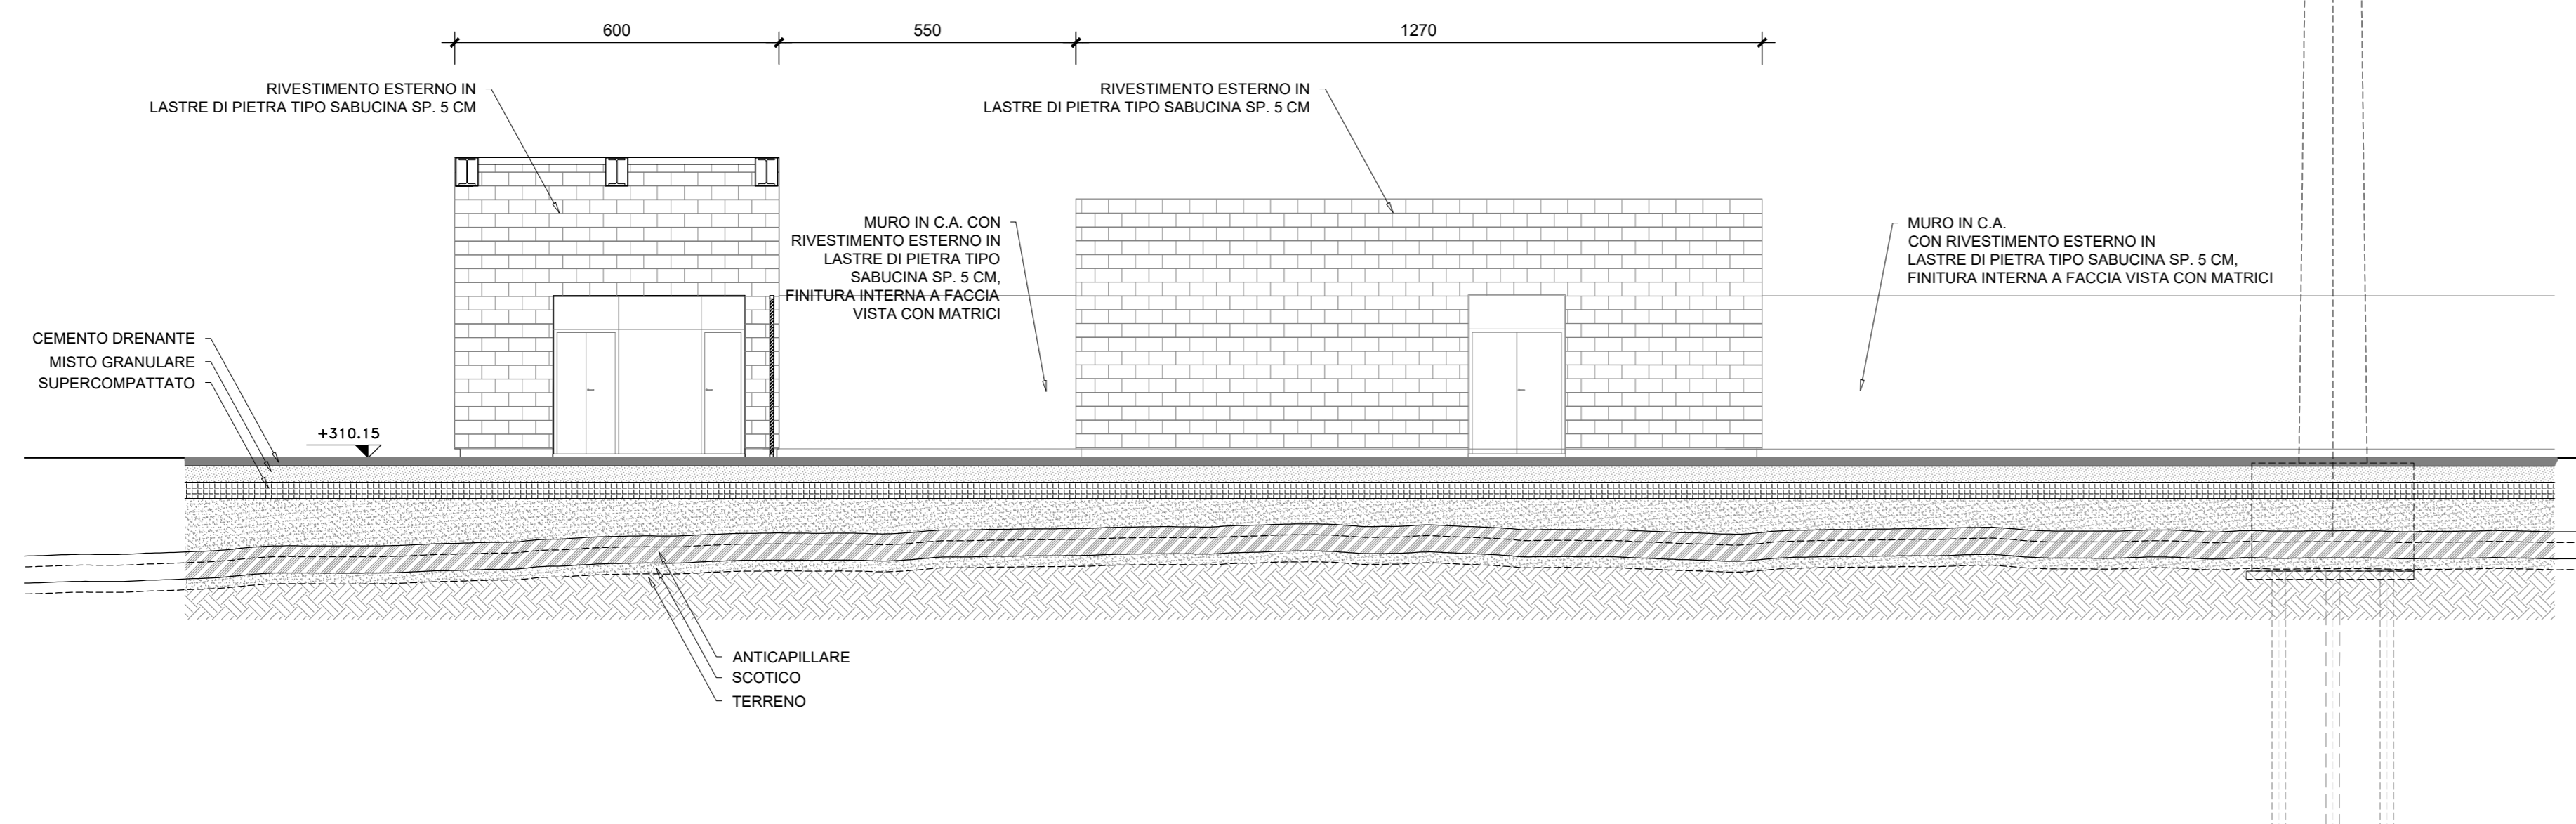 600
550
1270
RIVESTIMENTO ESTERNO IN
LASTRE DI PIETRA TIPO SABUCINA SP. 5 CM
RIVESTIMENTO ESTERNO IN
LASTRE DI PIETRA TIPO SABUCINA SP. 5 CM
MURO IN C.A. CON
RIVESTIMENTO ESTERNO IN
LASTRE DI PIETRA TIPO
SABUCINA SP. 5 CM,
FINITURA INTERNA A FACCIA
VISTA CON MATRICI
MURO IN C.A.
CON RIVESTIMENTO ESTERNO IN
LASTRE DI PIETRA TIPO SABUCINA SP. 5 CM,
FINITURA INTERNA A FACCIA VISTA CON MATRICI
CEMENTO DRENANTE
MISTO GRANULARE
SUPERCOMPATTATO
+310.15
ANTICAPILLARE
SCOTICO
TERRENO